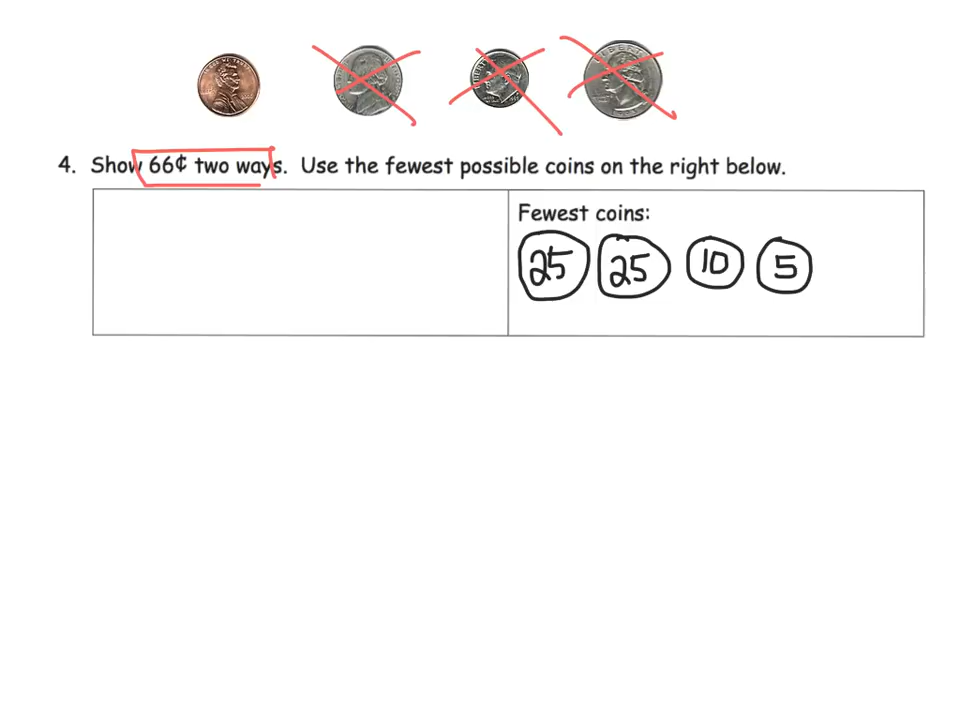 4. Show 66¢ two ways. Use the fewest possible coins on the right below.
Fewest coins:
25 25 10 5